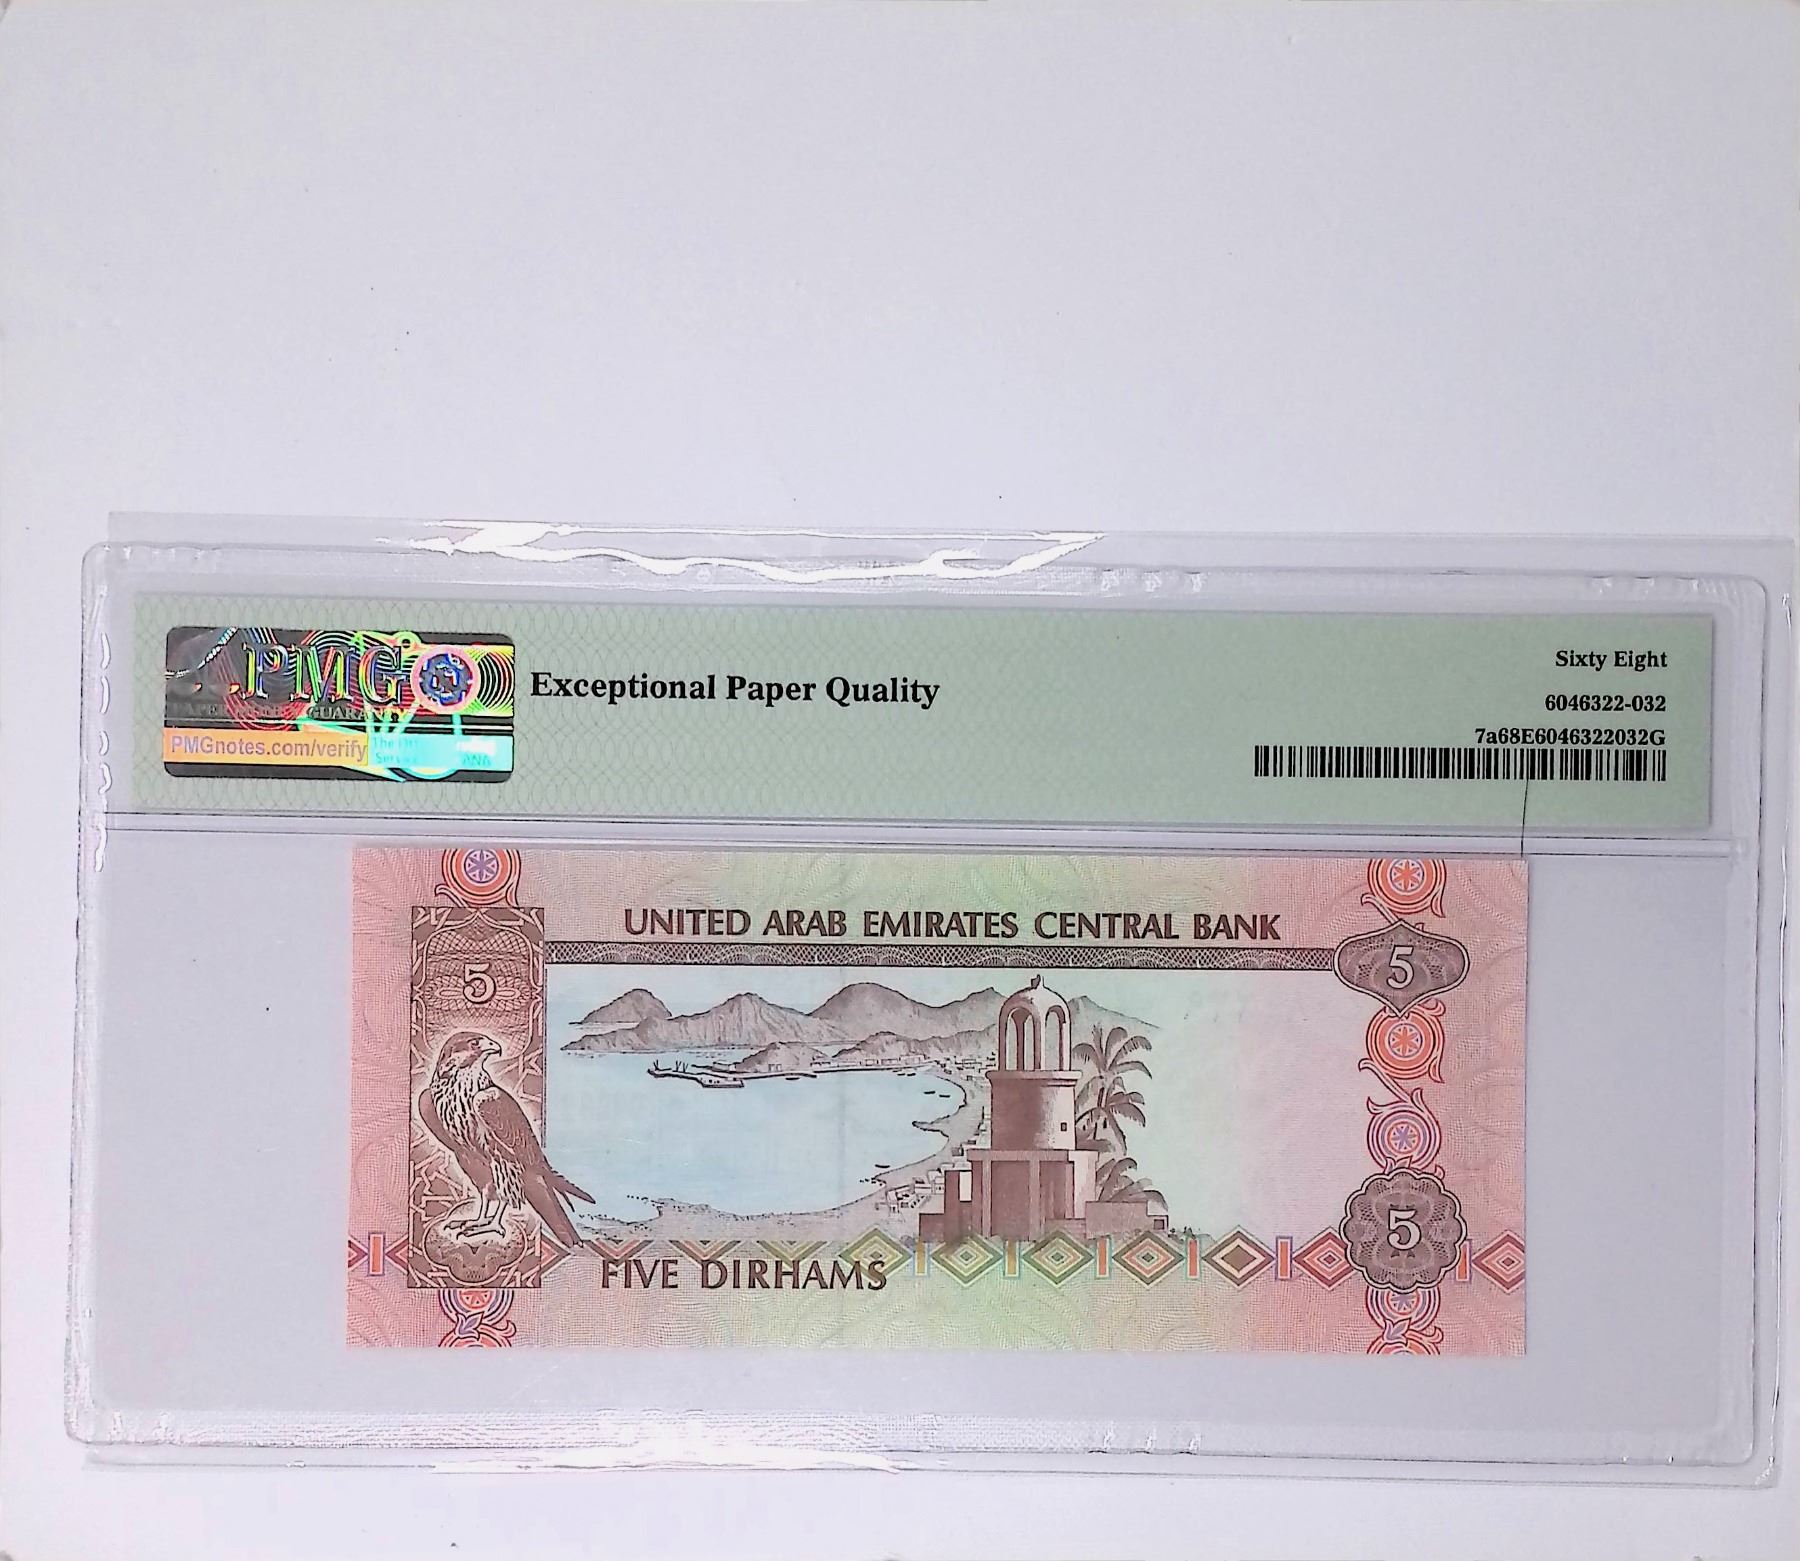 PMG
PMGnotes.com/verify
ANA
Exceptional Paper Quality
Sixty Eight
6046322-032
7a68E6046322032G
UNITED ARAB EMIRATES CENTRAL BANK
5
5
5
FIVE DIRHAMS